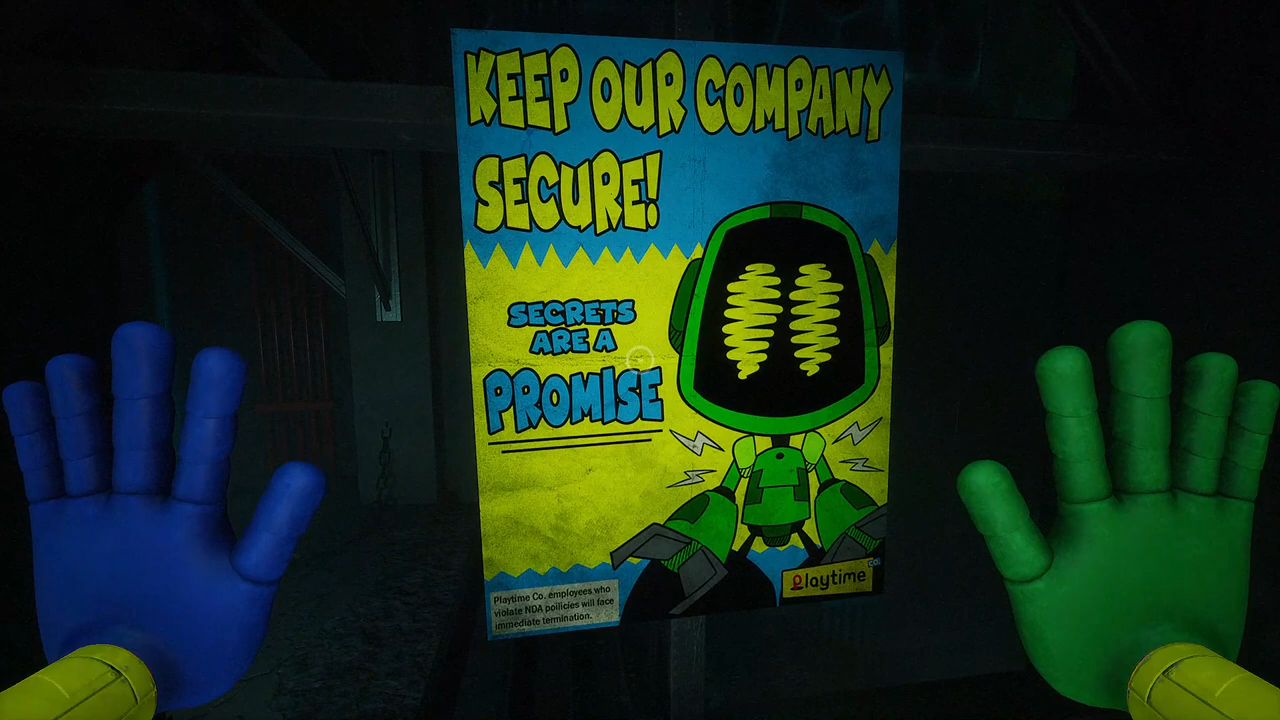 KEEP OUR COMPANY
SECURE!
SECRETS
ARE A
PROMISE
Playtime Co. employees who
violate NDA poilicies will face
immediate termination.
Playtime
CO.